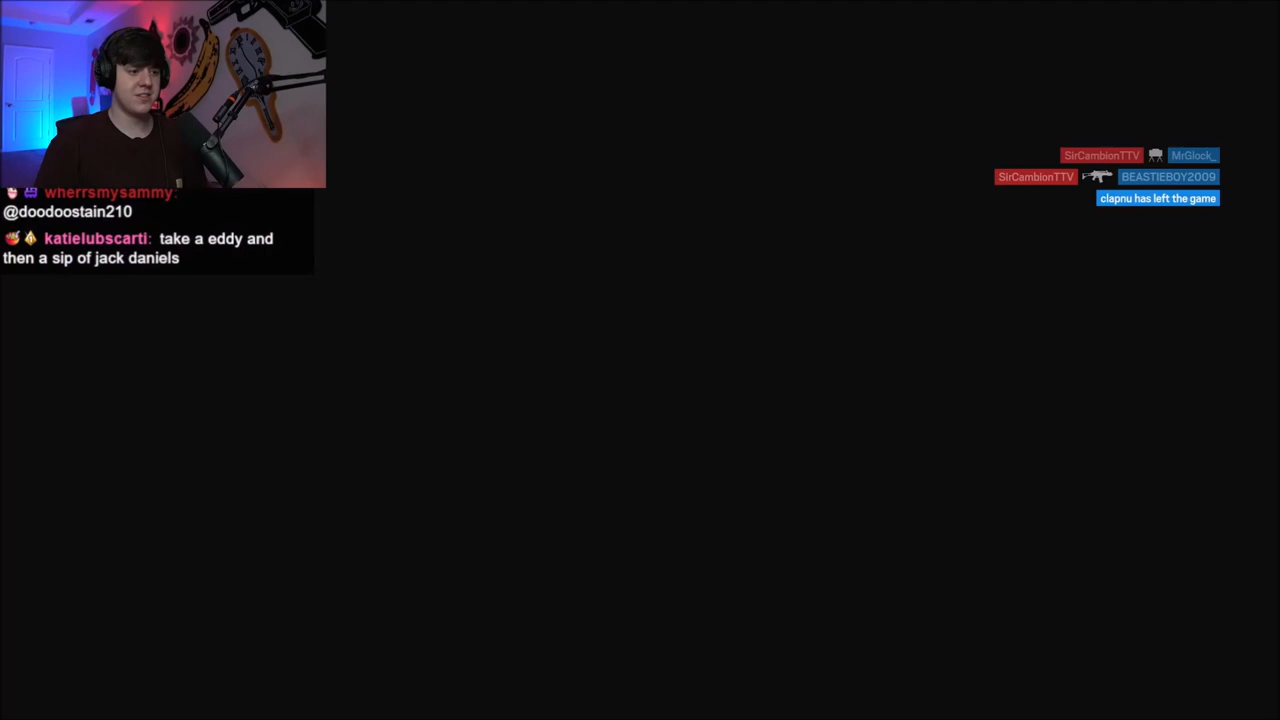 wherrsmysammy:
@doodoostain210
katielubscarti: take a eddy and
then a sip of jack daniels
SirCambionTTV MrGlock_
SirCambionTTV BEASTIEBOY2009
clapnu has left the game